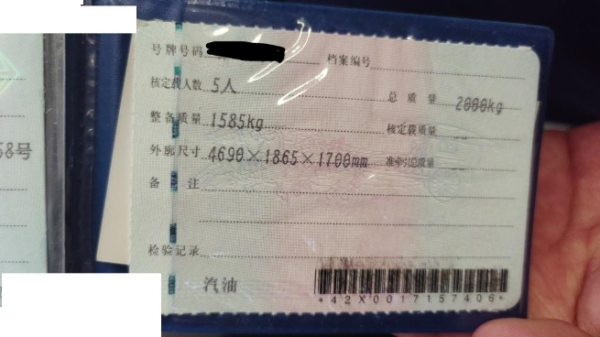 58号
号牌号码 档案编号
核定载人数 5人 总质量 2000kg
整备质量 1585kg 核定载质量
外廓尺寸 4690×1865×1700mm 准牵引总质量
备注
检验记录
汽油
*42X0017157406*